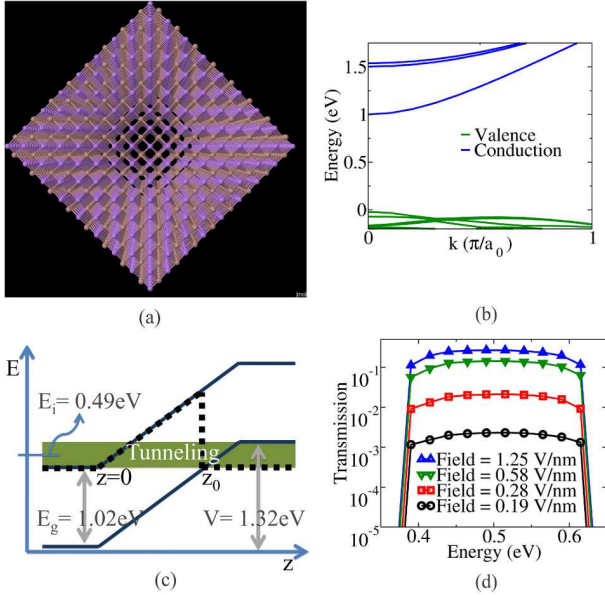 jmol
(a)
1.5
1
0.5
0
Energy (eV)
Valence
Conduction
0
1
k (π/a0)
(b)
E
Ei= 0.49eV
Tunneling
z=0
z0
Eg= 1.02eV
V= 1.32eV
z
(c)
Transmission
10-1
10-2
10-3
10-4
10-5
Field = 1.25 V/nm
Field = 0.58 V/nm
Field = 0.28 V/nm
Field = 0.19 V/nm
0.4
0.5
0.6
Energy (eV)
(d)